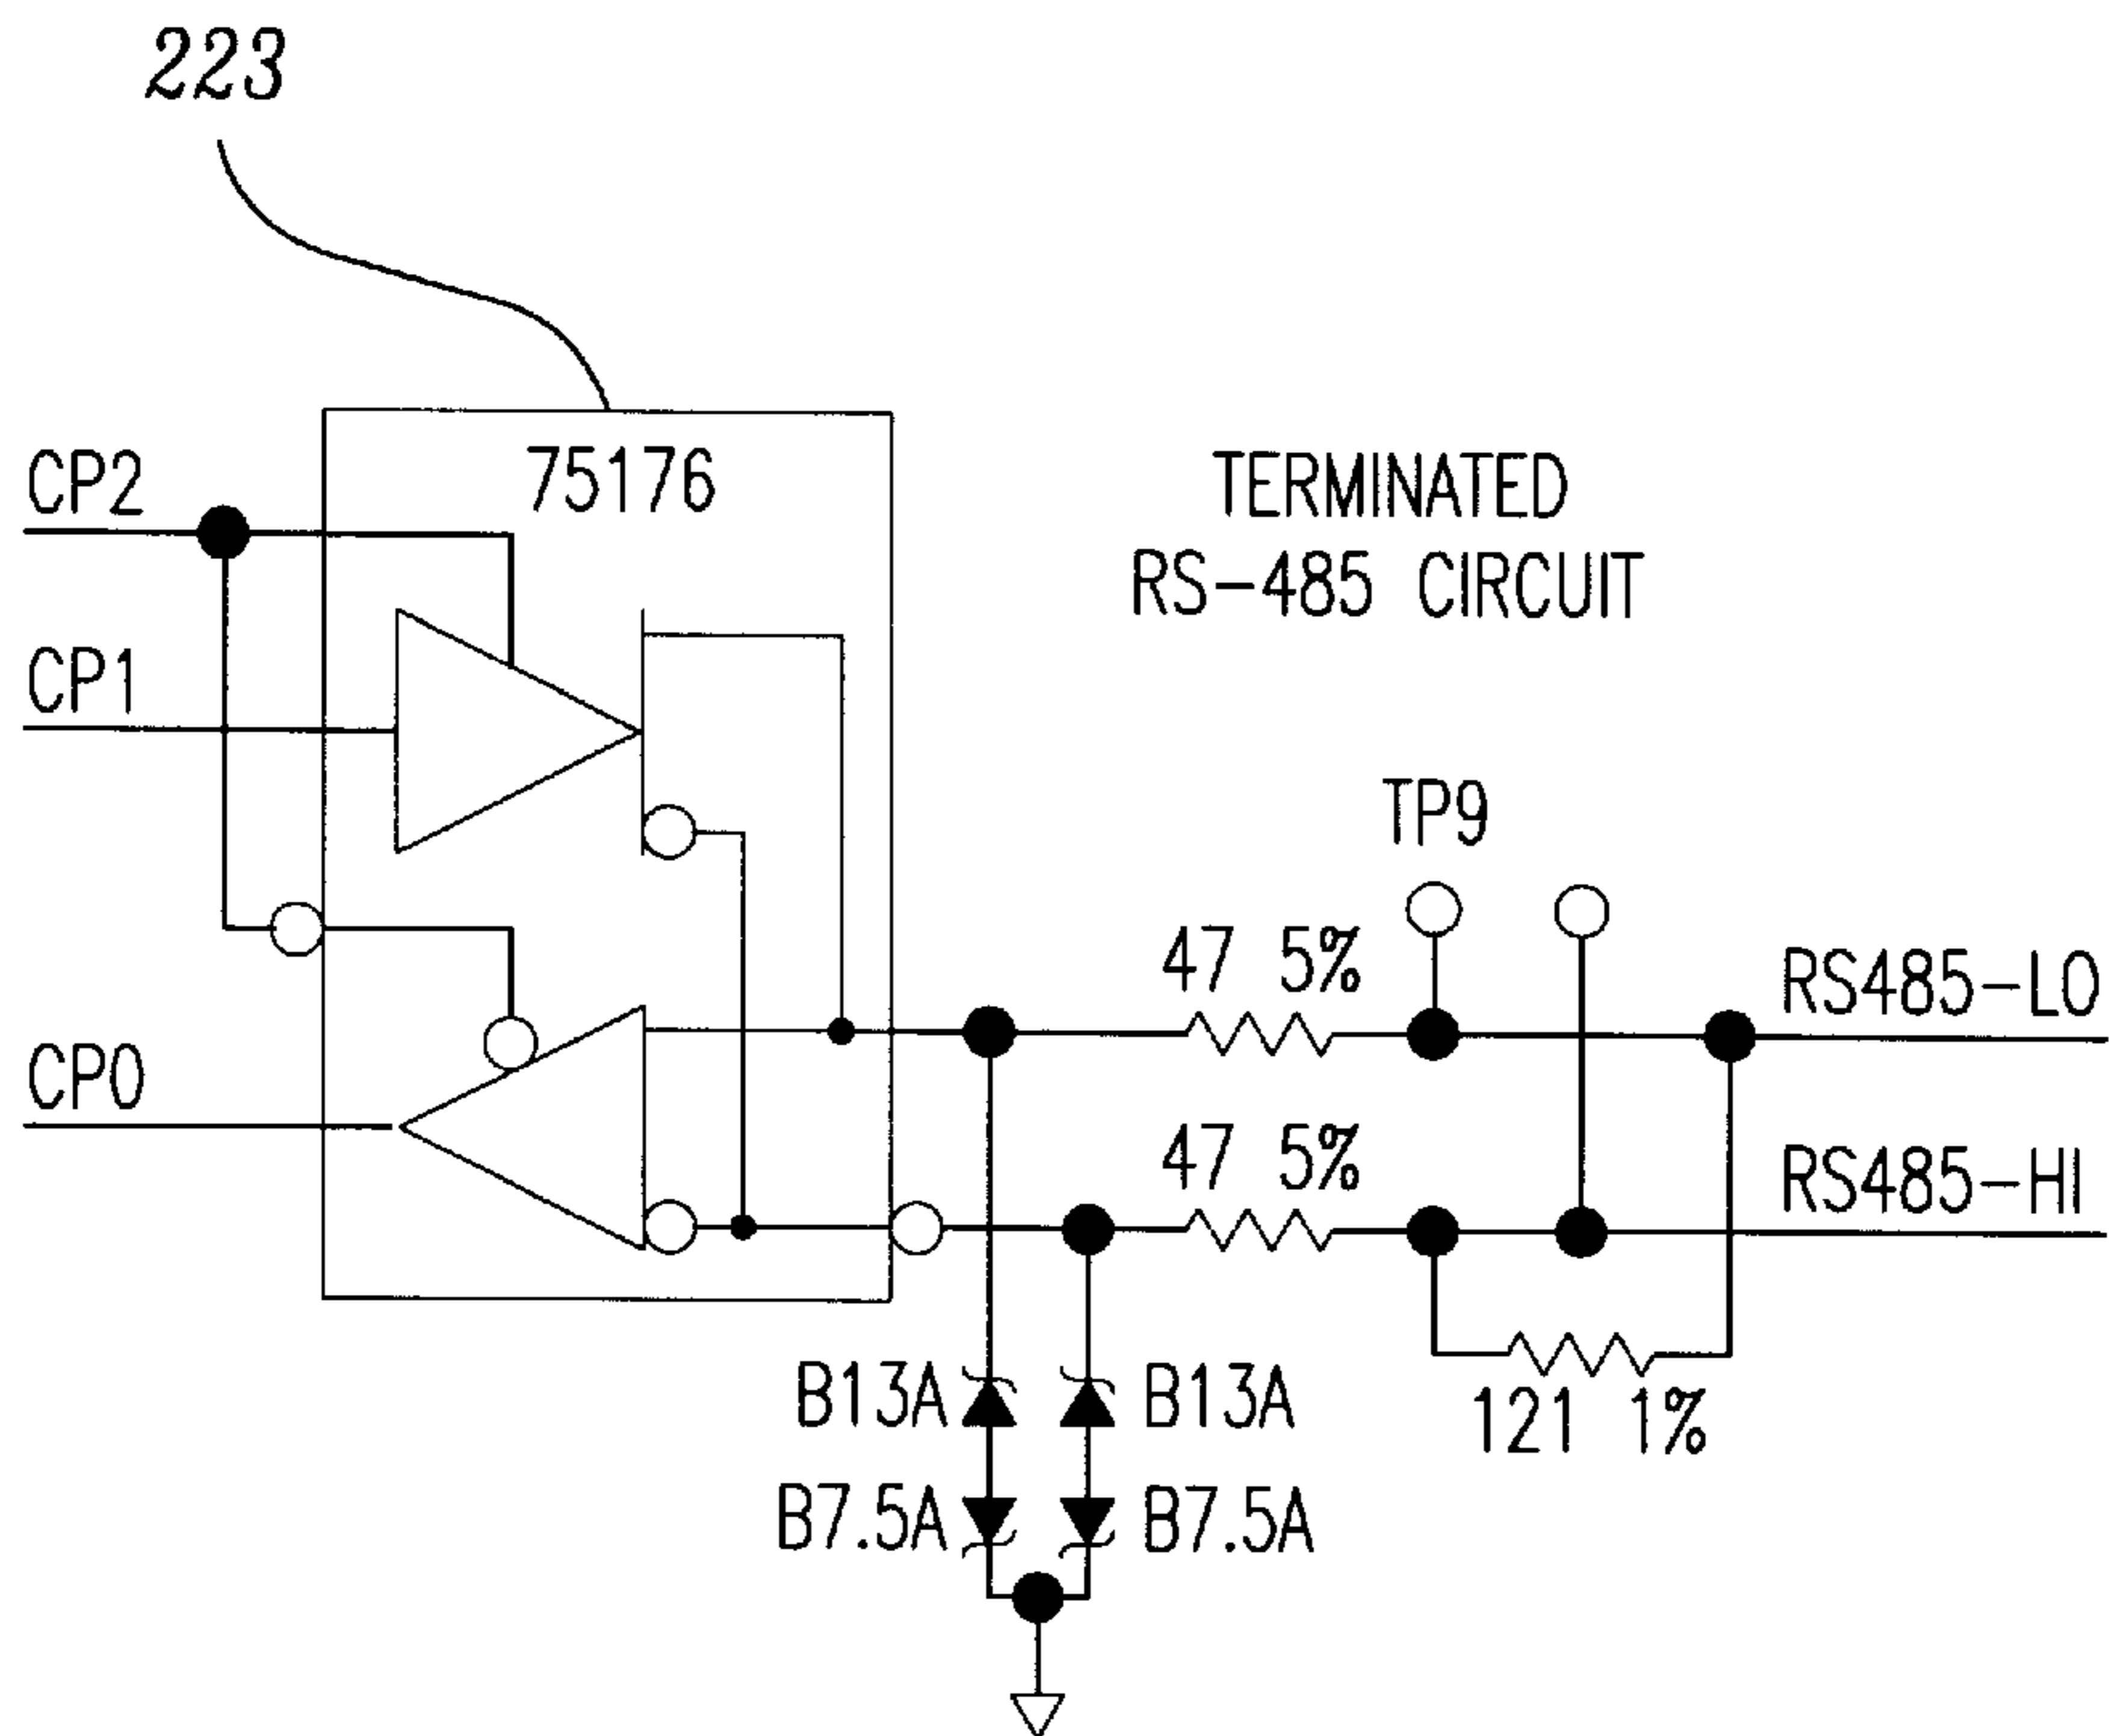 223
75176
CP2
TERMINATED
RS-485 CIRCUIT
CP1
TP9
47 5%
RS485-LO
CP0
47 5%
RS485-HI
B13A
B13A
121 1%
B7.5A
B7.5A